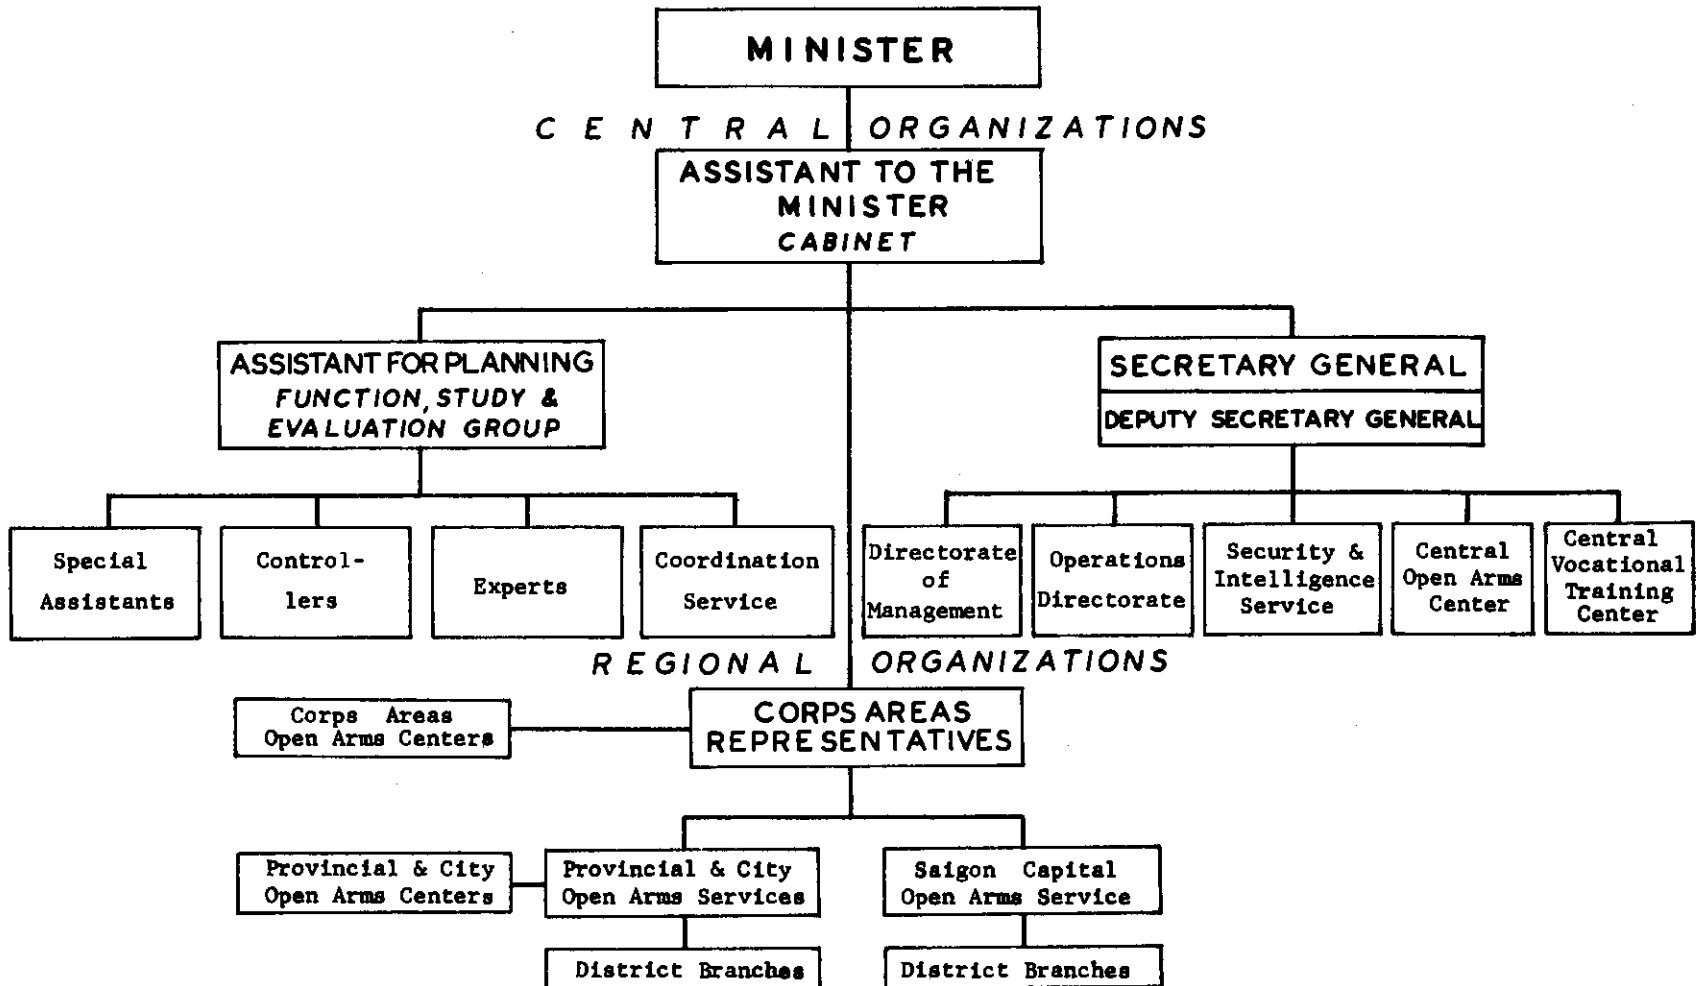 MINISTER
CENTRAL ORGANIZATIONS
ASSISTANT TO THE
MINISTER
CABINET
ASSISTANT FOR PLANNING
FUNCTION, STUDY &
EVALUATION GROUP
SECRETARY GENERAL
DEPUTY SECRETARY GENERAL
Special
Assistants
Control-
lers
Experts
Coordination
Service
Directorate
of
Management
Operations
Directorate
Security &
Intelligence
Service
Central
Open Arms
Center
Central
Vocational
Training
Center
REGIONAL ORGANIZATIONS
Corps Areas
Open Arms Centers
CORPS AREAS
REPRESENTATIVES
Provincial & City
Open Arms Centers
Provincial & City
Open Arms Services
Saigon Capital
Open Arms Service
District Branches
District Branches